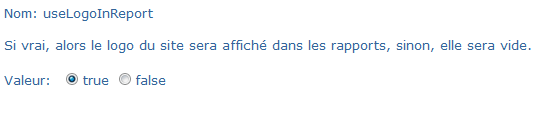 Nom: useLogoInReport
Si vrai, alors le logo du site sera affiché dans les rapports, sinon, elle sera vide.
Valeur: true false